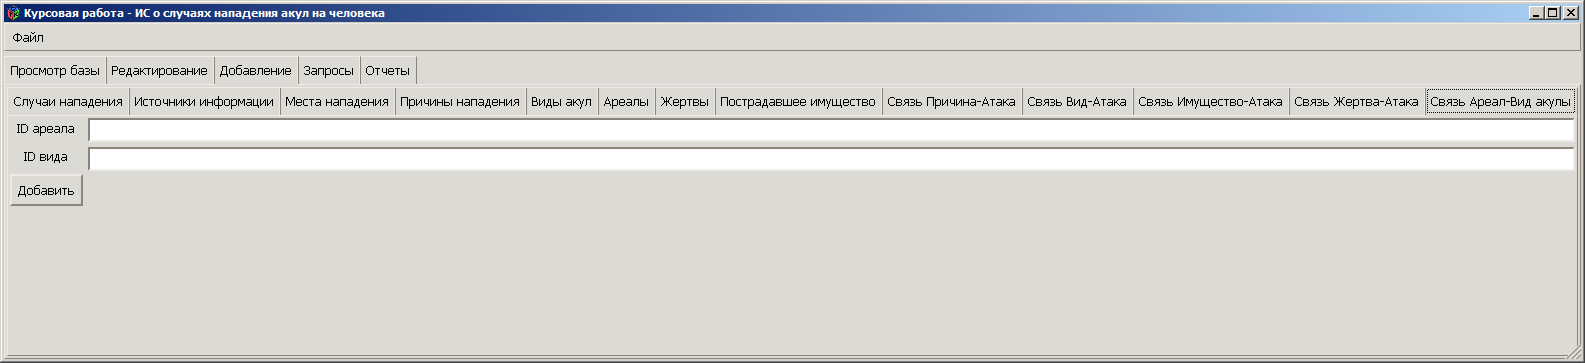 Курсовая работа - ИС о случаях нападения акул на человека
Файл
Просмотр базы Редактирование Добавление Запросы Отчеты
Случаи нападения Источники информации Места нападения Причины нападения Виды акул Ареалы Жертвы Пострадавшее имущество Связь Причина-Атака Связь Вид-Атака Связь Имущество-Атака Связь Жертва-Атака Связь Ареал-Вид акулы
ID ареала
ID вида
Добавить